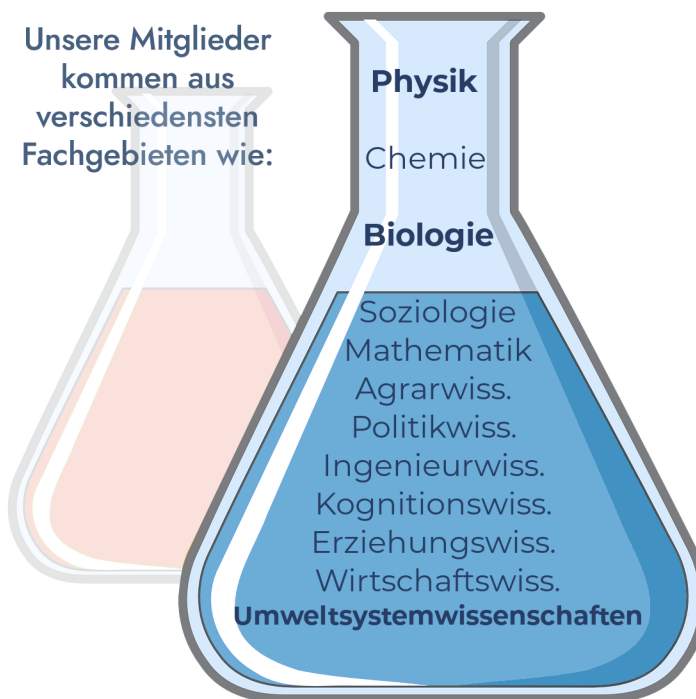 Unsere Mitglieder
kommen aus
verschiedensten
Fachgebieten wie:
Physik
Chemie
Biologie
Soziologie
Mathematik
Agrarwiss.
Politikwiss.
Ingenieurwiss.
Kognitionswiss.
Erziehungswiss.
Wirtschaftswiss.
Umweltsystemwissenschaften